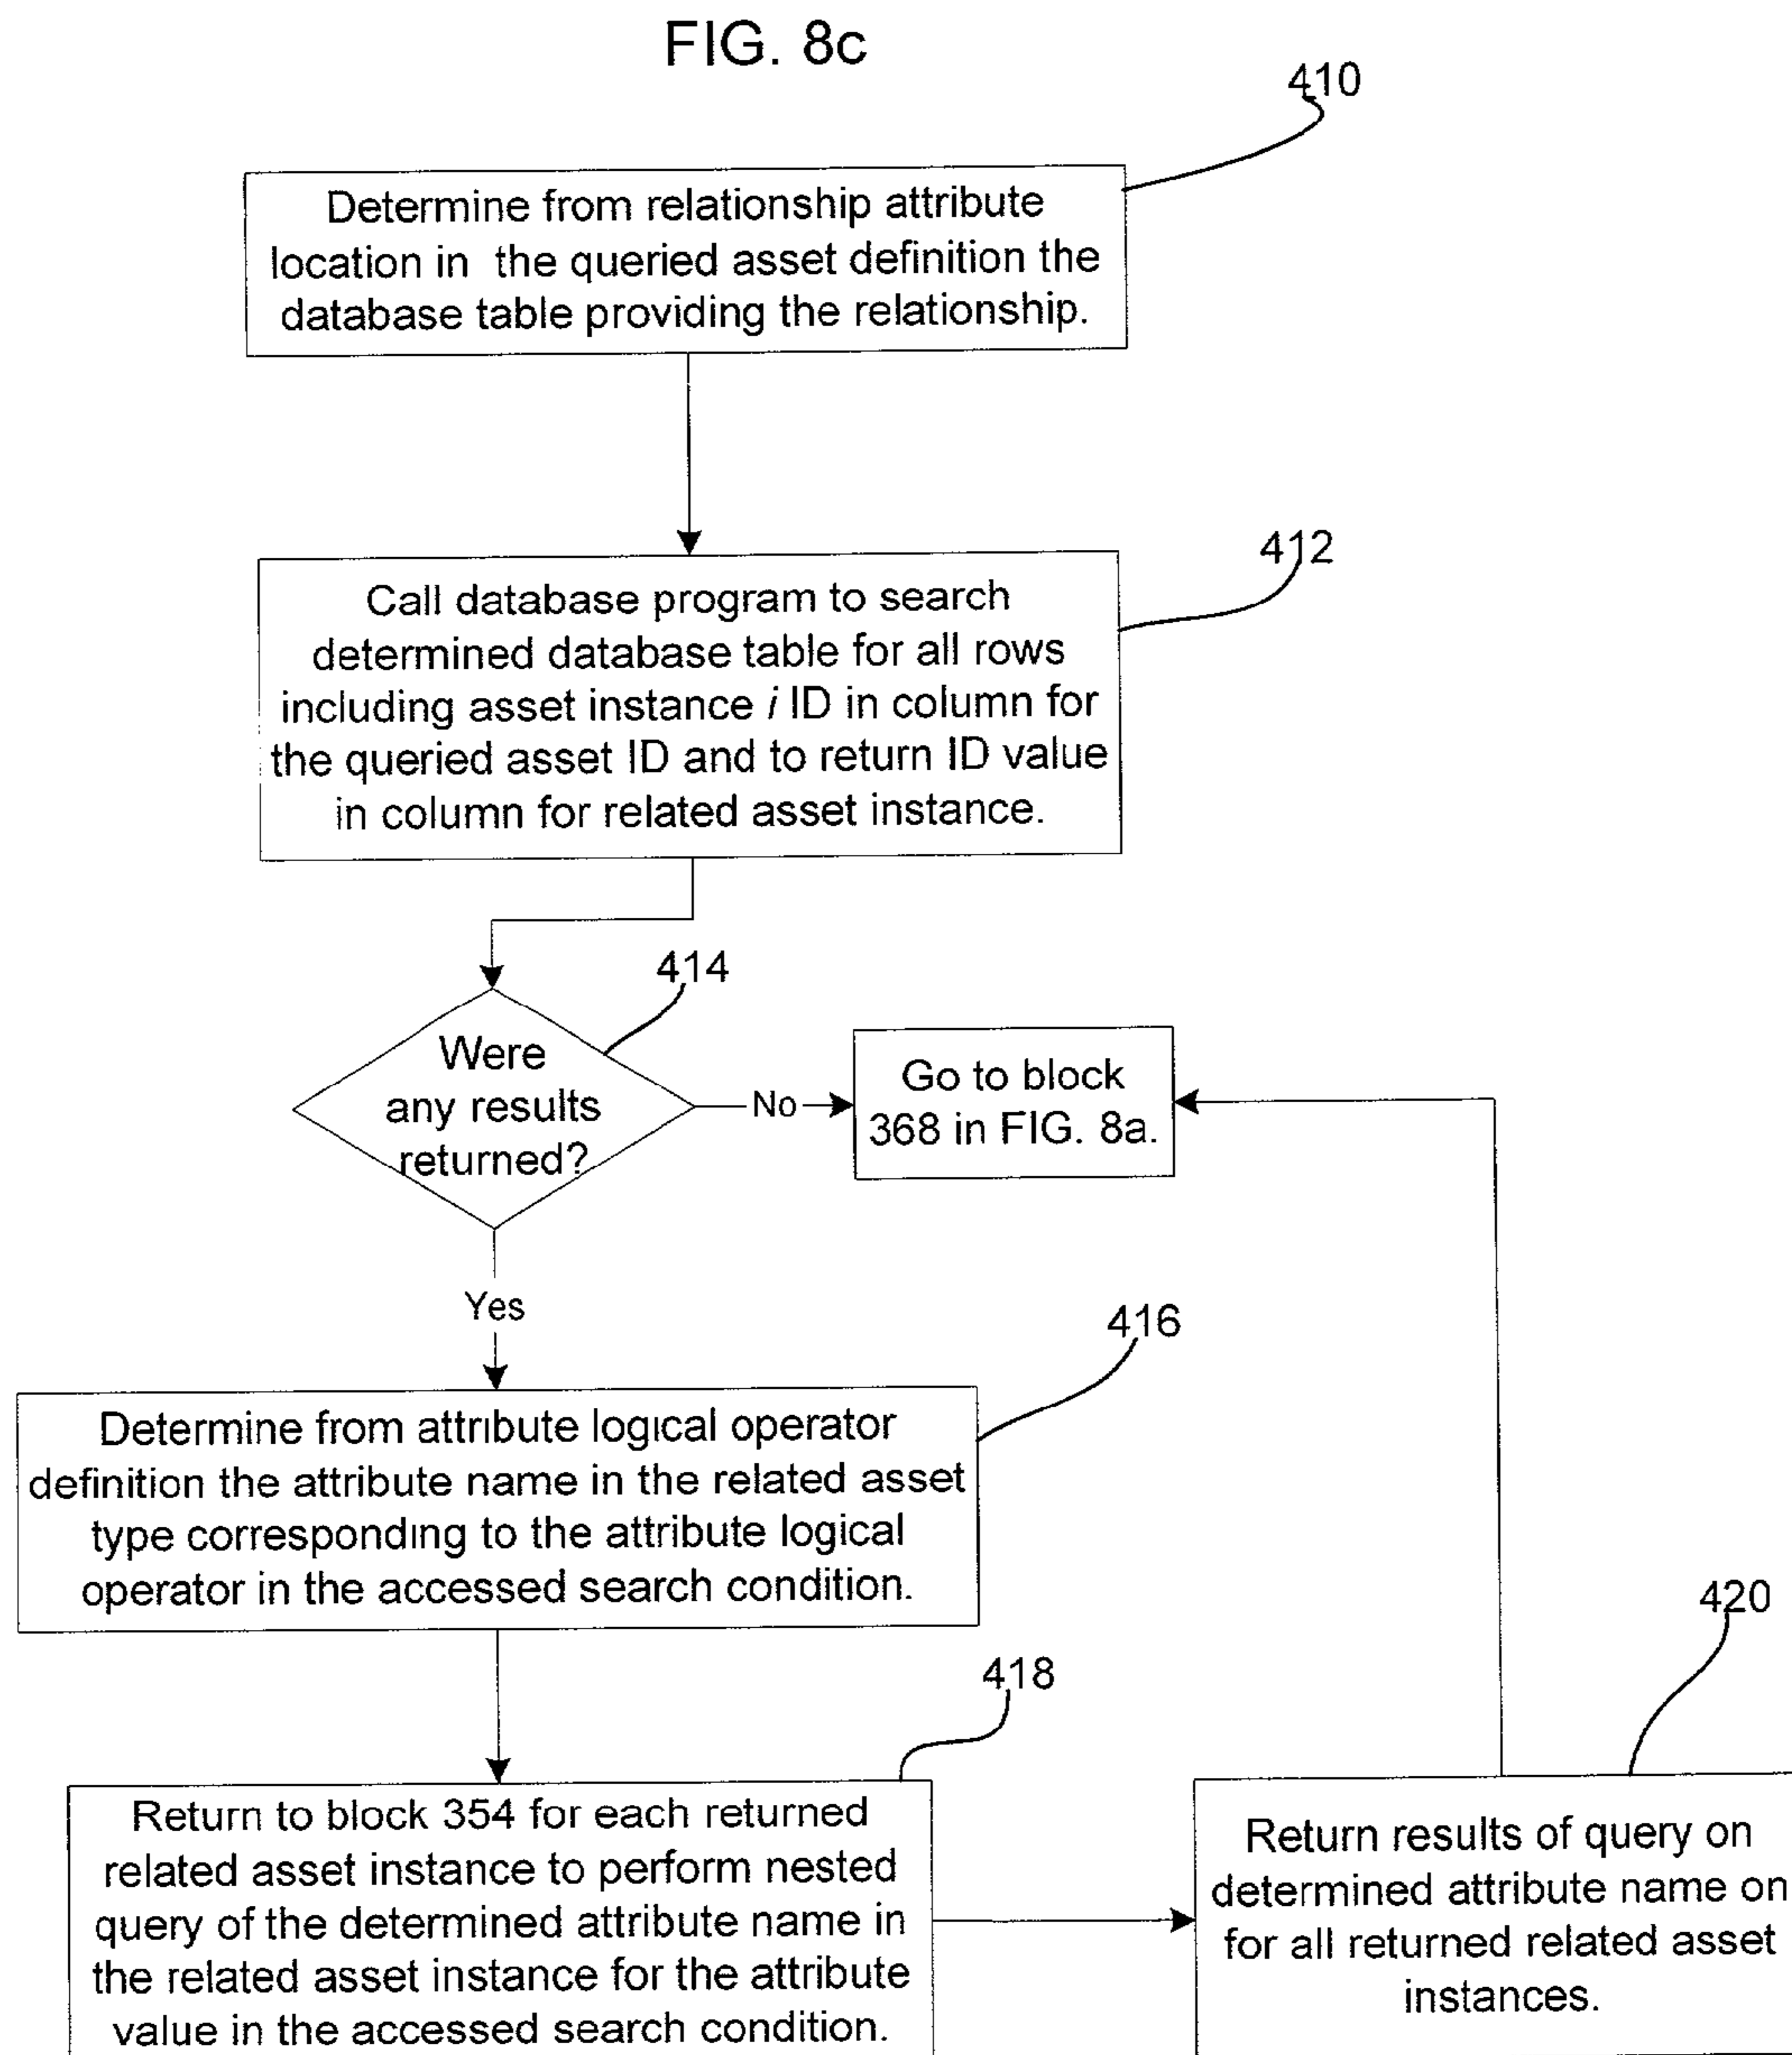 FIG. 8c
410
Determine from relationship attribute
location in the queried asset definition the
database table providing the relationship.
412
Call database program to search
determined database table for all rows
including asset instance i ID in column for
the queried asset ID and to return ID value
in column for related asset instance.
414
Were
any results
returned?
No
Go to block
368 in FIG. 8a.
Yes
416
Determine from attribute logical operator
definition the attribute name in the related asset
type corresponding to the attribute logical
operator in the accessed search condition.
418
Return to block 354 for each returned
related asset instance to perform nested
query of the determined attribute name in
the related asset instance for the attribute
value in the accessed search condition.
420
Return results of query on
determined attribute name on
for all returned related asset
instances.